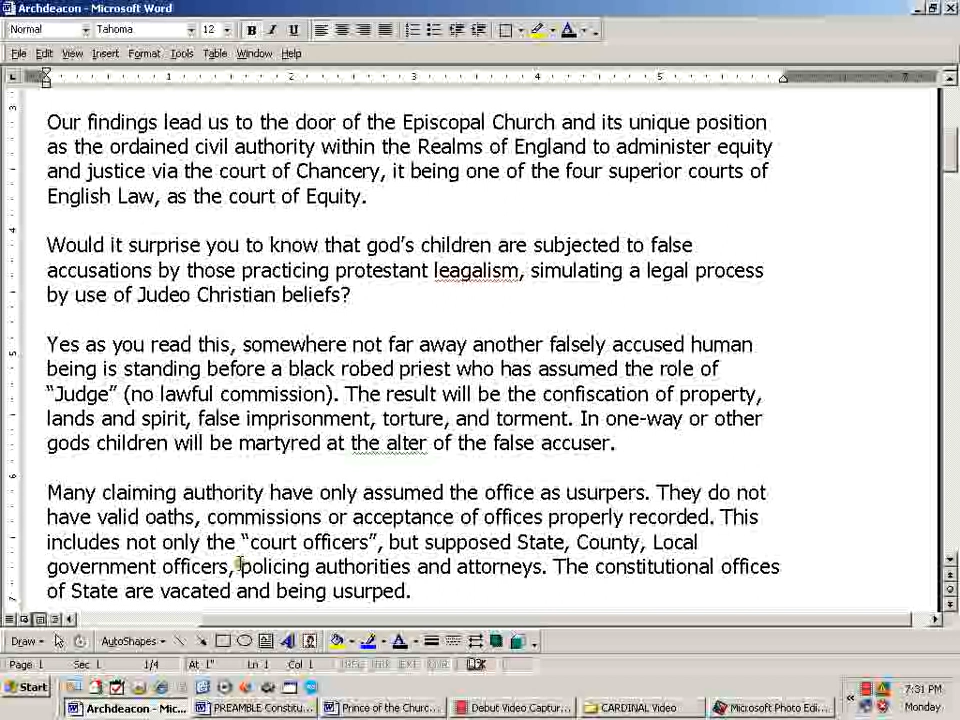 Archdeacon - Microsoft Word
Normal Tahoma 12 B I U A
File Edit View Insert Format Tools Table Window Help
1 2 3 4 5 7
Our findings lead us to the door of the Episcopal Church and its unique position
as the ordained civil authority within the Realms of England to administer equity
and justice via the court of Chancery, it being one of the four superior courts of
English Law, as the court of Equity.
Would it surprise you to know that god’s children are subjected to false
accusations by those practicing protestant leagalism, simulating a legal process
by use of Judeo Christian beliefs?
Yes as you read this, somewhere not far away another falsely accused human
being is standing before a black robed priest who has assumed the role of
“Judge” (no lawful commission). The result will be the confiscation of property,
lands and spirit, false imprisonment, torture, and torment. In one-way or other
gods children will be martyred at the alter of the false accuser.
Many claiming authority have only assumed the office as usurpers. They do not
have valid oaths, commissions or acceptance of offices properly recorded. This
includes not only the “court officers”, but supposed State, County, Local
government officers, policing authorities and attorneys. The constitutional offices
of State are vacated and being usurped.
Draw AutoShapes A
Page 1 Sec 1 1/4 At 1" Ln 1 Col 1
Start 7:31 PM
Archdeacon - Mic... PREAMBLE Constitu... Prince of the Churc... Debut Video Captur... CARDINAL Video Microsoft Photo Edi... Monday